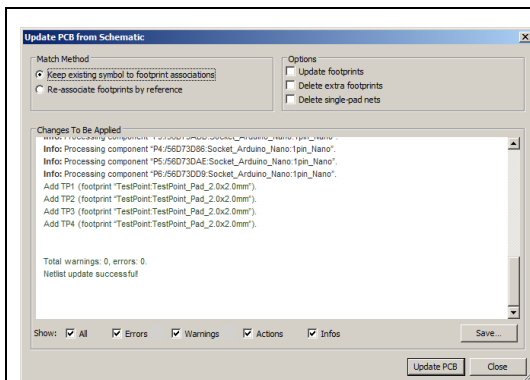 Update PCB from Schematic
Match Method
Keep existing symbol to footprint associations
Re-associate footprints by reference
Options
Update footprints
Delete extra footprints
Delete single-pad nets
Changes To Be Applied
Info: Processing component "P4:/56D73D86:Socket_Arduino_Nano:1pin_Nano".
Info: Processing component "P5:/56D73DAE:Socket_Arduino_Nano:1pin_Nano".
Info: Processing component "P6:/56D73DD9:Socket_Arduino_Nano:1pin_Nano".
Add TP1 (footprint "TestPoint:TestPoint_Pad_2.0x2.0mm").
Add TP2 (footprint "TestPoint:TestPoint_Pad_2.0x2.0mm").
Add TP3 (footprint "TestPoint:TestPoint_Pad_2.0x2.0mm").
Add TP4 (footprint "TestPoint:TestPoint_Pad_2.0x2.0mm").
Total warnings: 0, errors: 0.
Netlist update successful!
Show: All Errors Warnings Actions Infos Save...
Update PCB Close